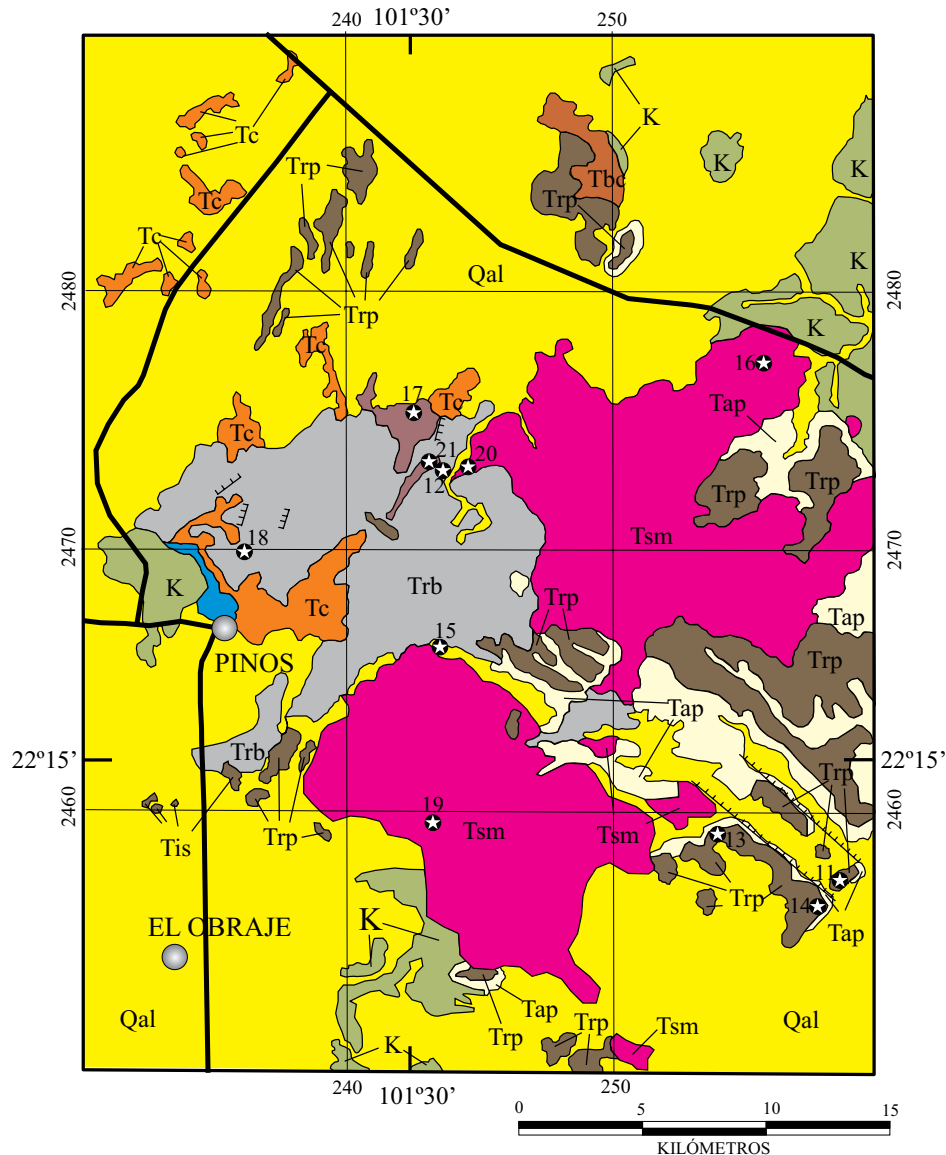 240 101º30’ 250
K
Tc
Trp
K
K
Tbc
Tc
Trp
Tc
K
Qal
2480
2480
Trp
K
K
Tc
16
17
Tc
Tap
Tc
21
20
12
Trp
Trp
Tsm
2470
18
2470
K
Trb
Tc
Trp
Tap
15
PINOS
Trp
Tap
Trb
22º15’
22º15’
Trp
2460
2460
19
Tis
Trp
Tsm
Tsm
13
11
Trp
14
Tap
K
EL OBRAJE
Qal
Tap
Trp
Trp
Tsm
Qal
K
240
101º30’
250
0 5 10 15
KILÓMETROS